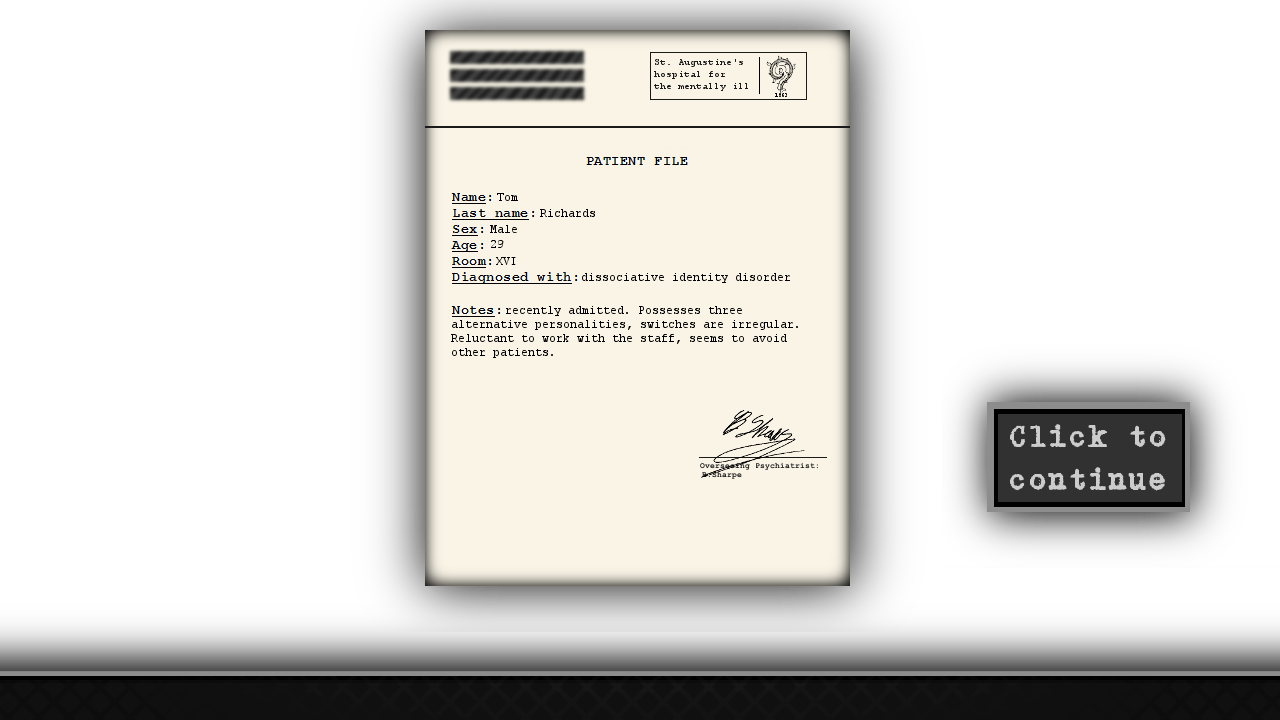 St. Augustine's
hospital for
the mentally ill
1862
PATIENT FILE
Name: Tom
Last name: Richards
Sex: Male
Age: 29
Room: XVI
Diagnosed with: dissociative identity disorder
Notes: recently admitted. Possesses three
alternative personalities, switches are irregular.
Reluctant to work with the staff, seems to avoid
other patients.
B Sharpe
Overseeing Psychiatrist:
B.Sharpe
Click to
continue